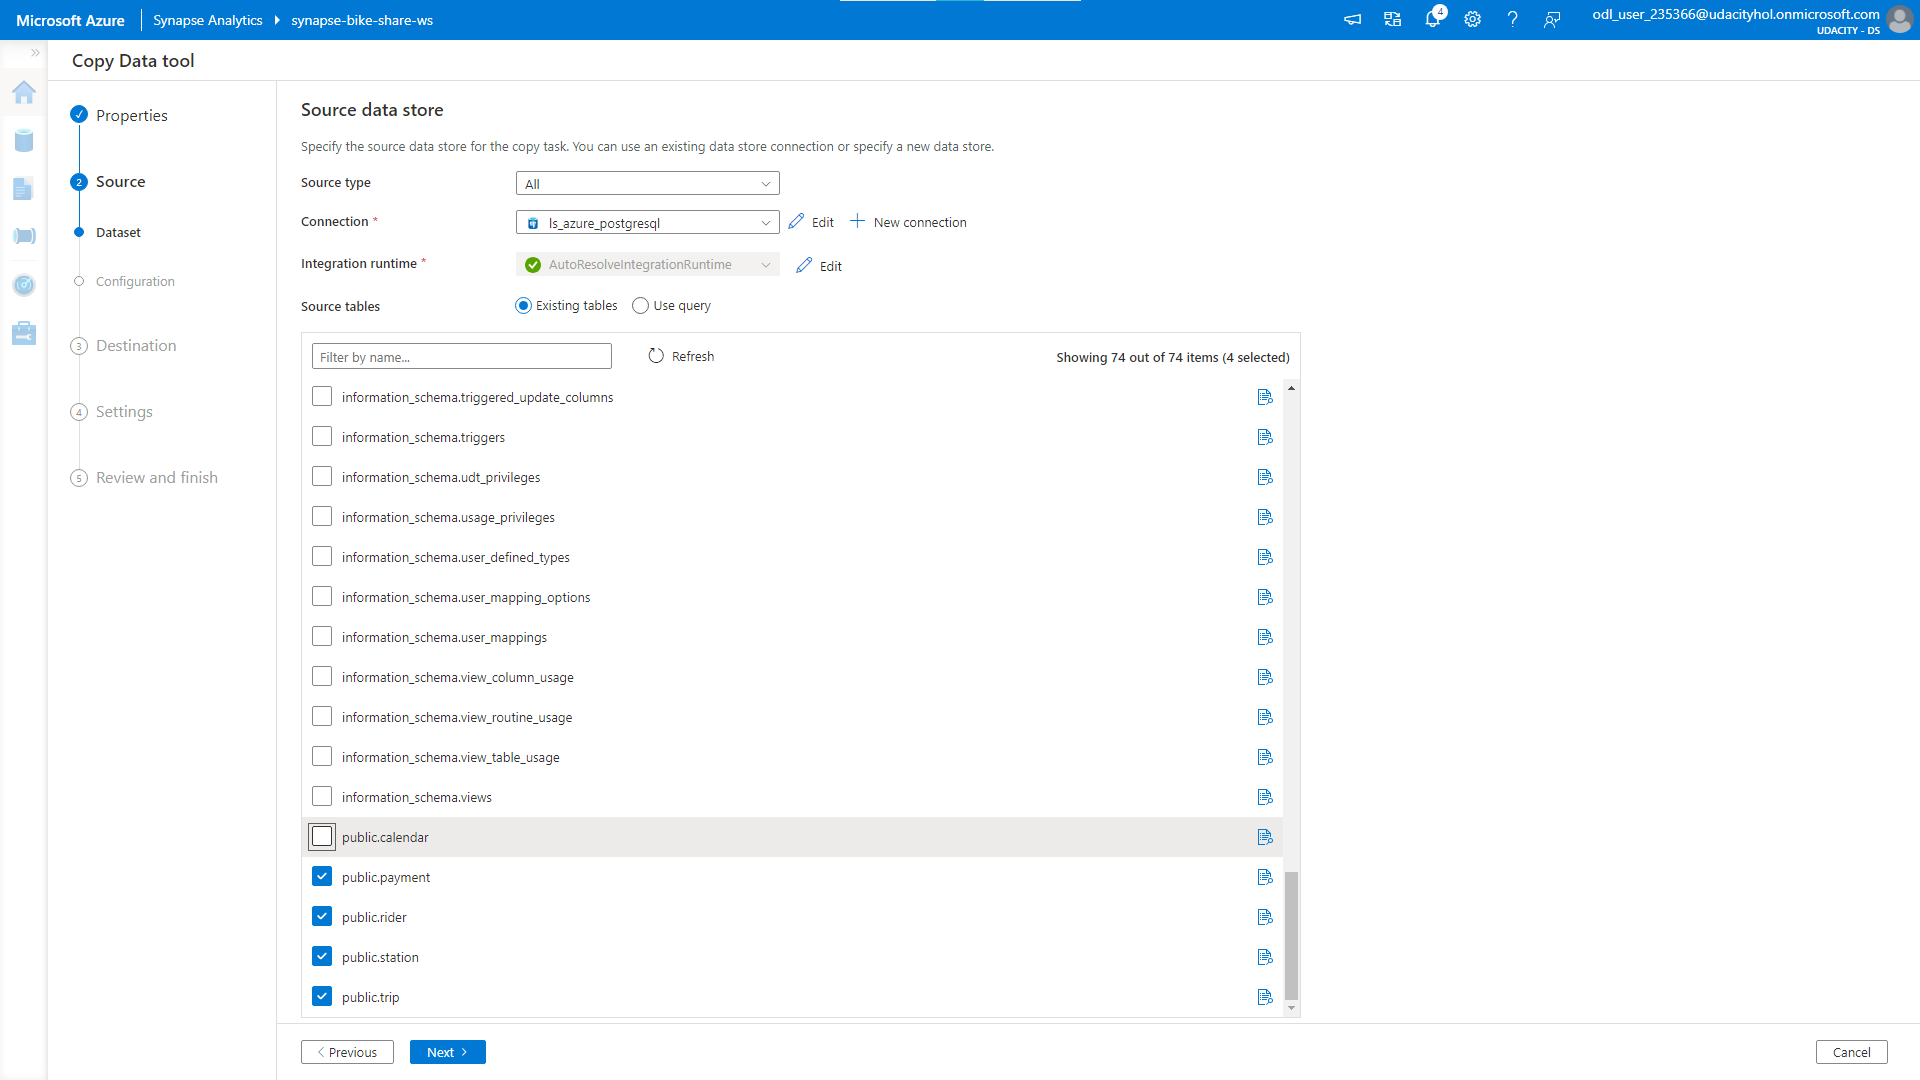 Microsoft Azure
Synapse Analytics
synapse-bike-share-ws
4
odl_user_235366@udacityhol.onmicrosoft.com
UDACITY - DS
Copy Data tool
Properties
2 Source
Dataset
Configuration
3 Destination
4 Settings
5 Review and finish
Source data store
Specify the source data store for the copy task. You can use an existing data store connection or specify a new data store.
Source type
All
Connection *
ls_azure_postgresql
Edit
New connection
Integration runtime *
AutoResolveIntegrationRuntime
Edit
Source tables
Existing tables
Use query
Filter by name...
Refresh
Showing 74 out of 74 items (4 selected)
information_schema.triggered_update_columns
information_schema.triggers
information_schema.udt_privileges
information_schema.usage_privileges
information_schema.user_defined_types
information_schema.user_mapping_options
information_schema.user_mappings
information_schema.view_column_usage
information_schema.view_routine_usage
information_schema.view_table_usage
information_schema.views
public.calendar
public.payment
public.rider
public.station
public.trip
Previous
Next
Cancel